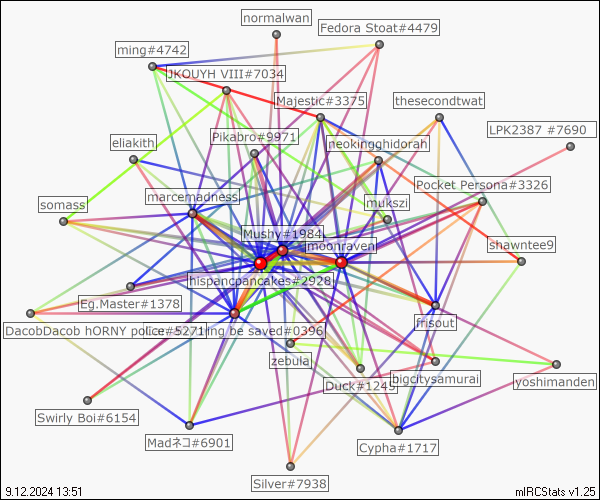 normalwan
Fedora Stoat#4479
ming#4742
JKOUYH VIII#7034
Majestic#3375
thesecondtwat
LPK2387 #7690
Pikabro#9971
neokingghidorah
eliakith
Pocket Persona#3326
marcemadness
mukszi
somass
Mushy#1984
moonraven
shawntee9
hispancpancakes#2928
Eg.Master#1378
frisout
DacobDacob hORNY police#5271
ing be saved#0396
zebula
Duck#1245
bigcitysamurai
yoshimanden
Swirly Boi#6154
Madネコ#6901
Cypha#1717
Silver#7938
9.12.2024 13:51
mIRCStats v1.25